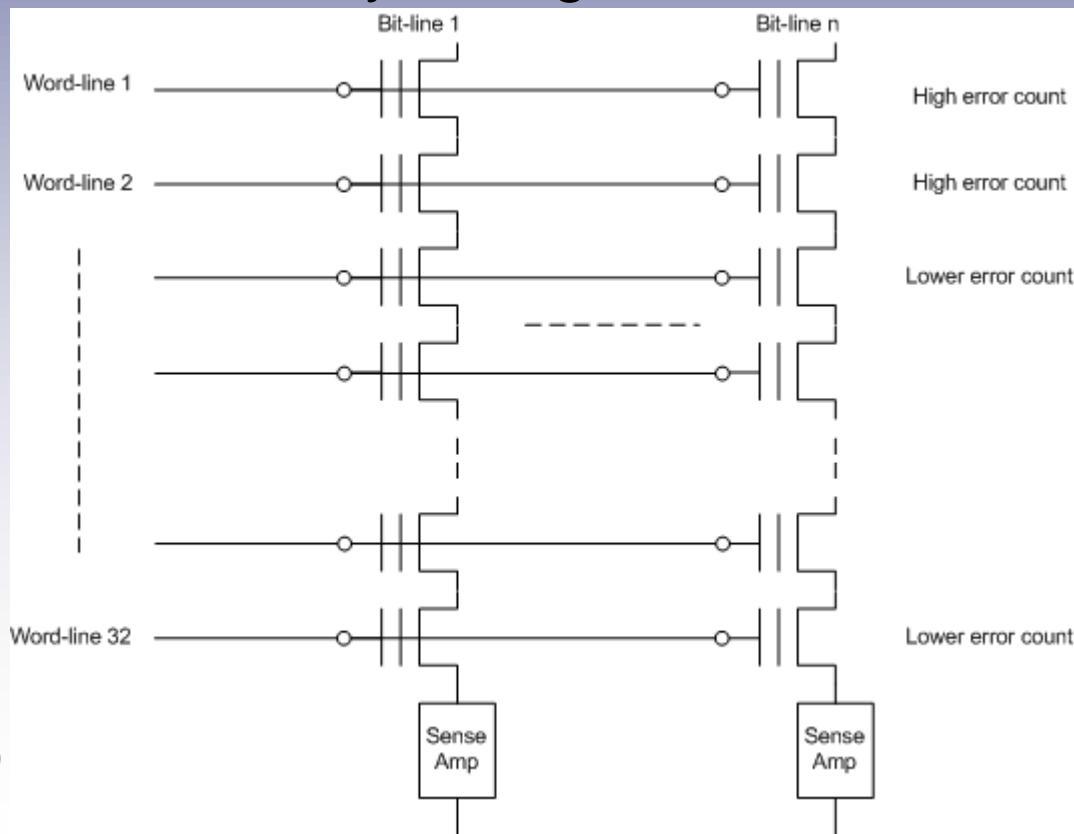 Bit-line 1
Bit-line n
Word-line 1
High error count
Word-line 2
High error count
Lower error count
Word-line 32
Lower error count
Sense
Amp
Sense
Amp